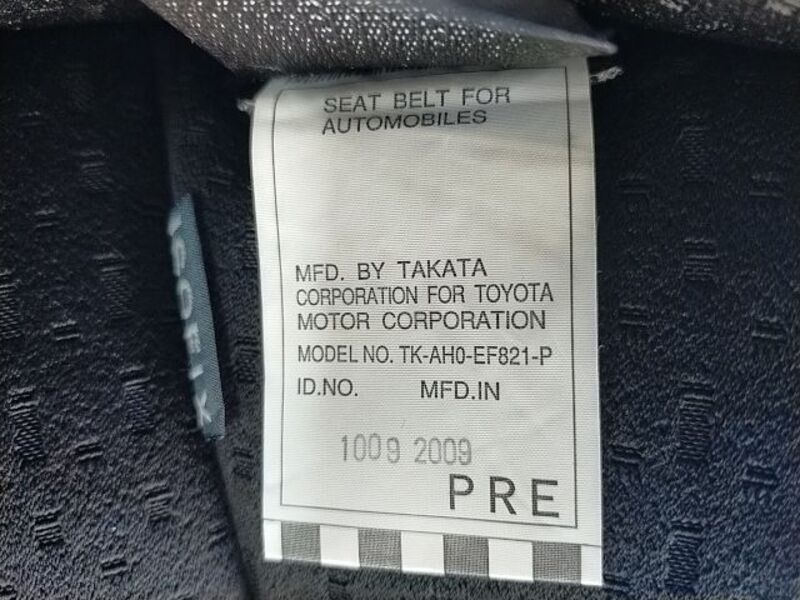 SEAT BELT FOR
AUTOMOBILES
MFD. BY TAKATA
CORPORATION FOR TOYOTA
MOTOR CORPORATION
MODEL NO. TK-AH0-EF821-P
ID.NO. MFD.IN
1009 2009
PRE
ISOFIX